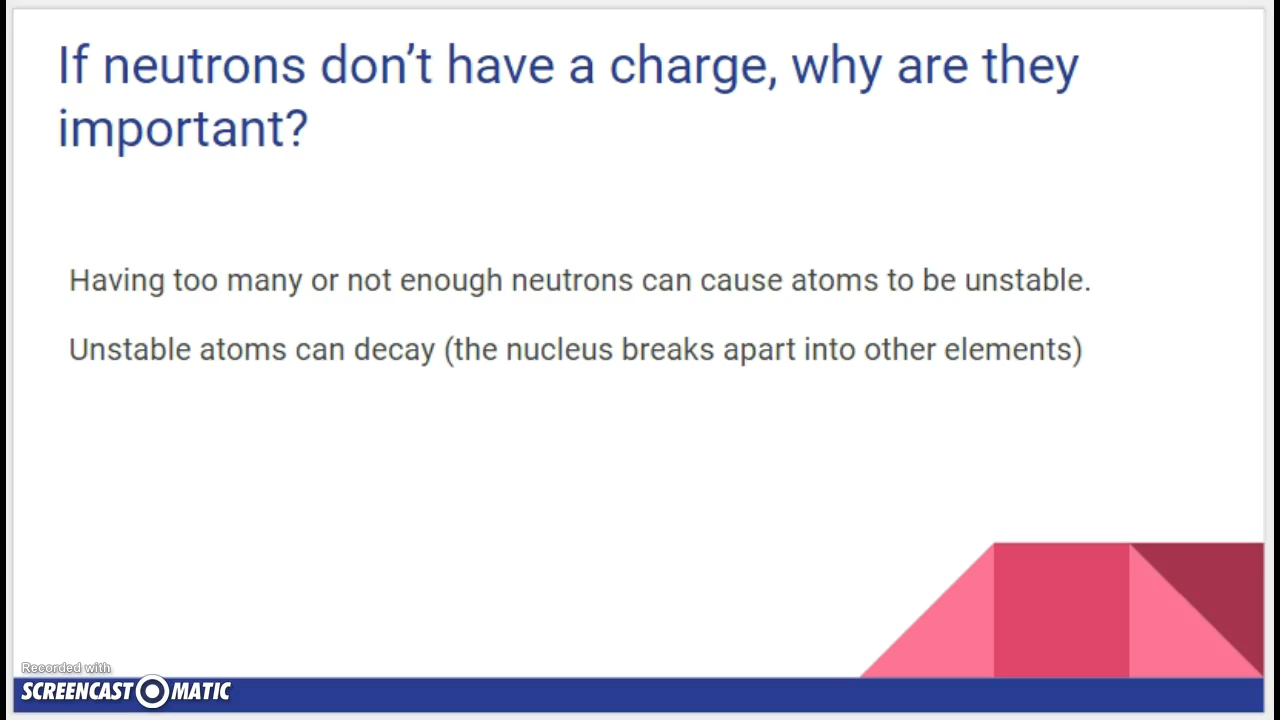 If neutrons don’t have a charge, why are they
important?
Having too many or not enough neutrons can cause atoms to be unstable.
Unstable atoms can decay (the nucleus breaks apart into other elements)
Recorded with
SCREENCAST MATIC